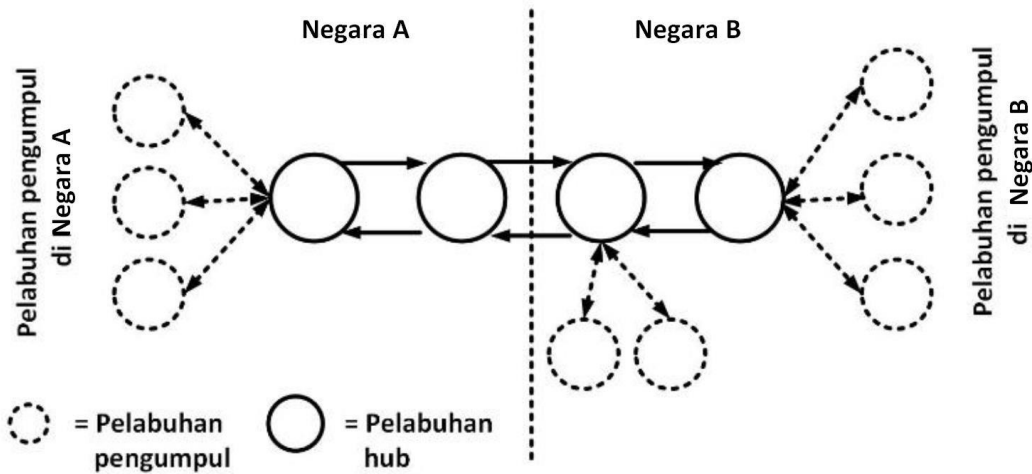 Negara A
Negara B
Pelabuhan pengumpul
di Negara A
Pelabuhan pengumpul
di Negara B
= Pelabuhan
pengumpul
= Pelabuhan
hub